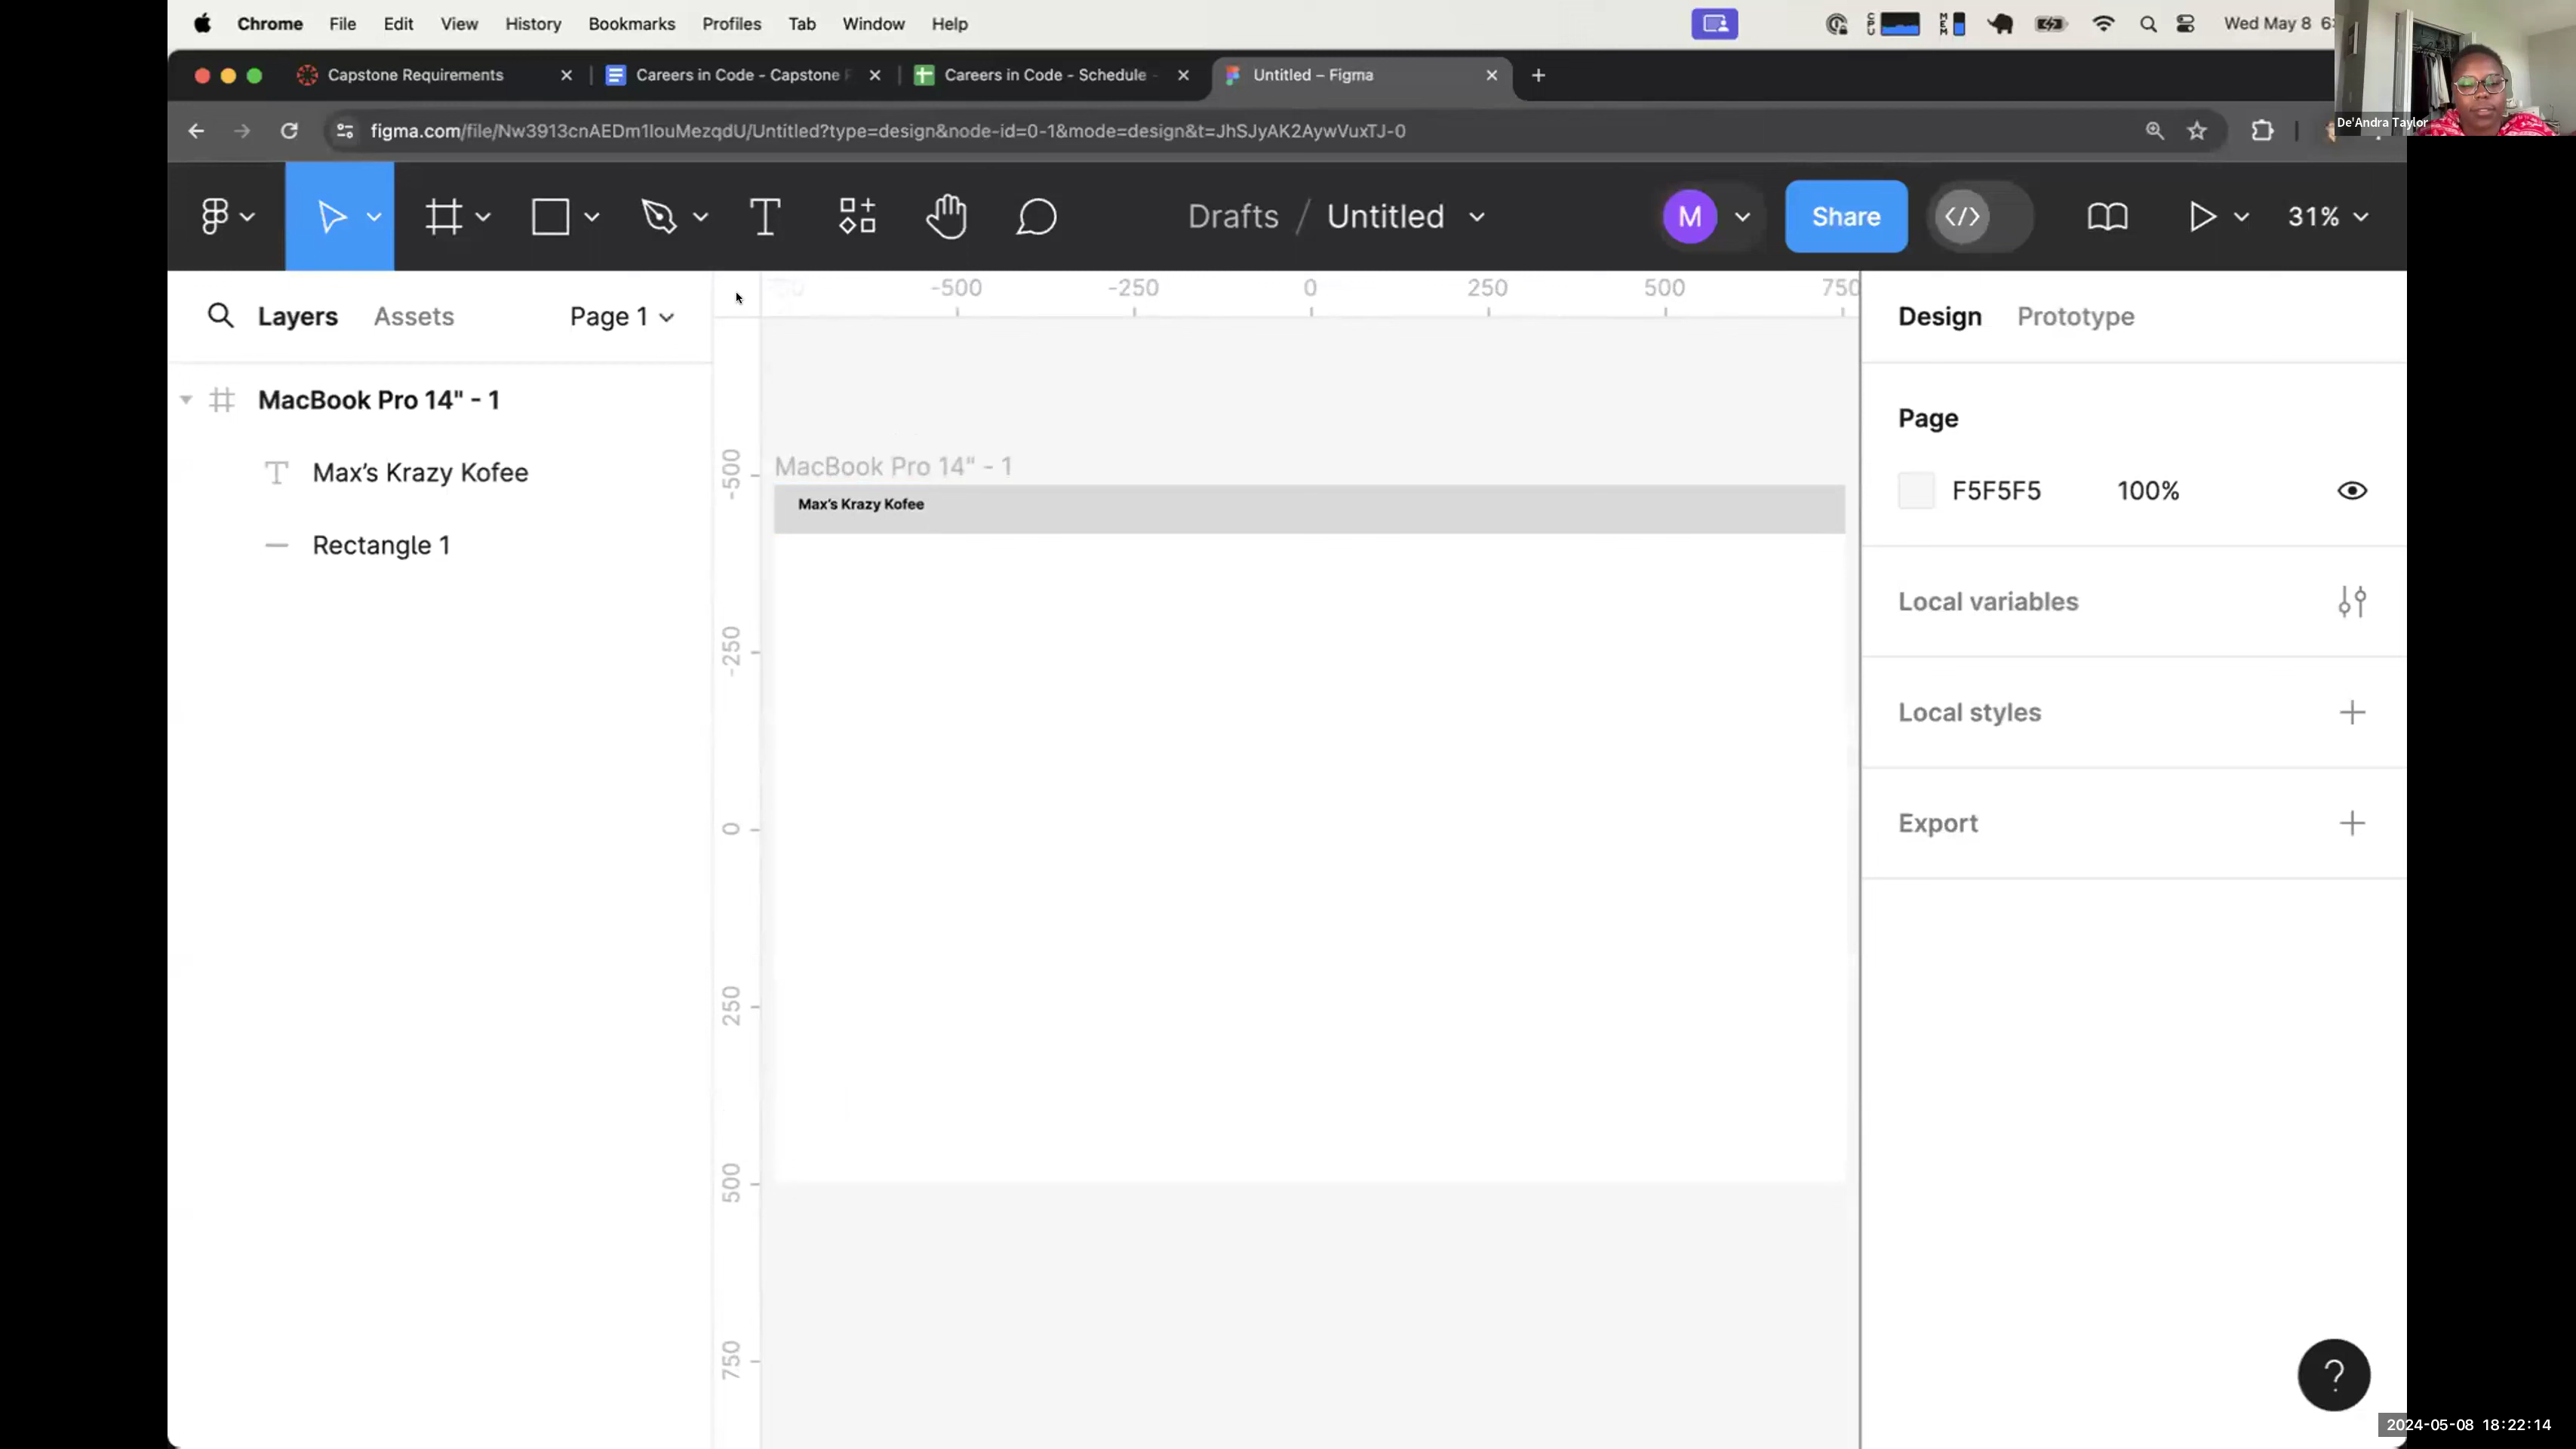 Chrome File Edit View History Bookmarks Profiles Tab Window Help
CPU MEM Wed May 8 6:
De'Andra Taylor
Capstone Requirements
Careers in Code - Capstone
Careers in Code - Schedule -
Untitled – Figma
figma.com/file/Nw3913cnAEDm1IouMezqdU/Untitled?type=design&node-id=0-1&mode=design&t=JhSJyAK2AywVuxTJ-0
Drafts / Untitled
M
Share
31%
Layers Assets Page 1
-500 -250 0 250 500 750
Design Prototype
MacBook Pro 14" - 1
Max’s Krazy Kofee
Rectangle 1
-500
-250
0
250
500
750
MacBook Pro 14" - 1
Max’s Krazy Kofee
Page
F5F5F5 100%
Local variables
Local styles
Export
?
2024-05-08 18:22:14